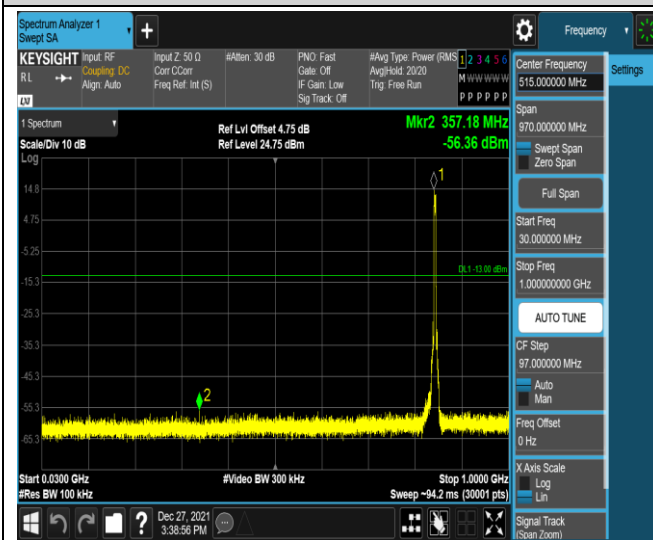 Spectrum Analyzer 1
Swept SA
Frequency
KEYSIGHT
RL
LXI
Input: RF
Coupling: DC
Align: Auto
Input Z: 50 Ω
Corr CCorr
Freq Ref: Int (S)
#Atten: 30 dB
PNO: Fast
Gate: Off
IF Gain: Low
Sig Track: Off
#Avg Type: Power (RMS
Avg|Hold: 20/20
Trig: Free Run
1 2 3 4 5 6
M W W W W W
P P P P P P
1 Spectrum
Scale/Div 10 dB
Log
Ref Lvl Offset 4.75 dB
Ref Level 24.75 dBm
Mkr2 357.18 MHz
-56.36 dBm
14.8
4.75
-5.25
-15.3
-25.3
-35.3
-45.3
-55.3
-65.3
1
DL1 -13.00 dBm
2
Start 0.0300 GHz
#Res BW 100 kHz
#Video BW 300 kHz
Stop 1.0000 GHz
Sweep ~94.2 ms (30001 pts)
Dec 27, 2021
3:38:56 PM
Center Frequency
515.000000 MHz
Settings
Span
970.000000 MHz
Swept Span
Zero Span
Full Span
Start Freq
30.000000 MHz
Stop Freq
1.000000000 GHz
AUTO TUNE
CF Step
97.000000 MHz
Auto
Man
Freq Offset
0 Hz
X Axis Scale
Log
Lin
Signal Track
(Span Zoom)